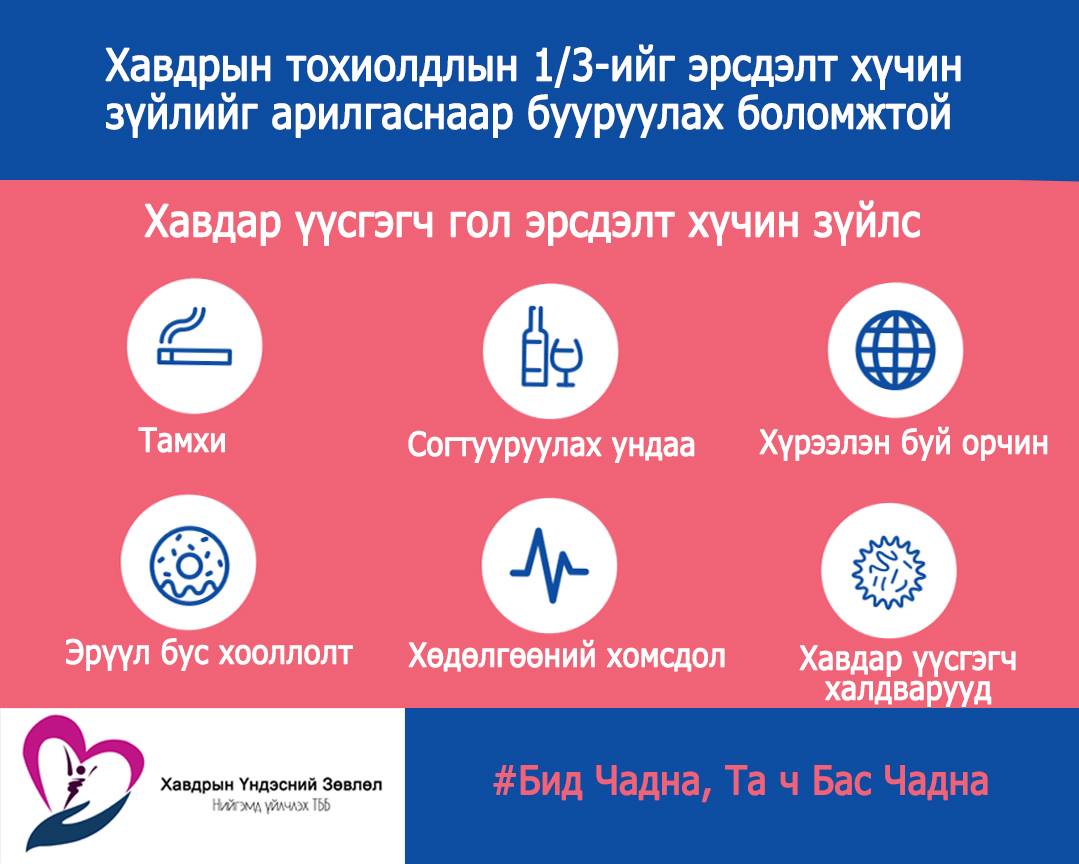 Хавдрын тохиолдлын 1/3-ийг эрсдэлт хүчин
зүйлийг арилгаснаар бууруулах боломжтой
Хавдар үүсгэгч гол эрсдэлт хүчин зүйлс
Тамхи
Согтууруулах ундаа
Хүрээлэн буй орчин
Эрүүл бус хооллолт
Хөдөлгөөний хомсдол
Хавдар үүсгэгч
халдварууд
Хавдрын Үндэсний Зөвлөл
Нийгэмд үйлчлэх ТББ
#Бид Чадна, Та ч Бас Чадна